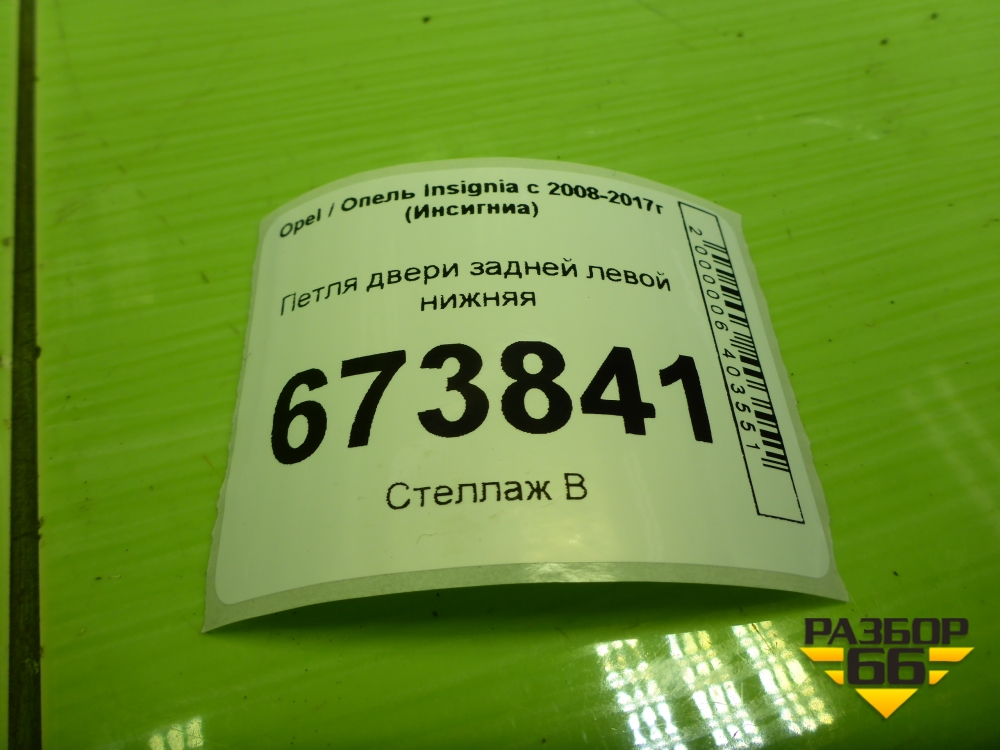 Opel / Опель Insignia с 2008-2017г
(Инсигниа)
Петля двери задней левой
нижняя
673841
Стеллаж В
2000006403551
РАЗБОР
66